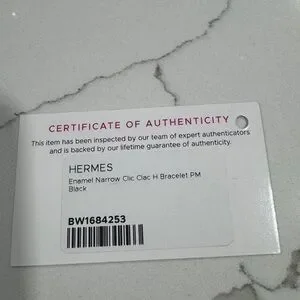 CERTIFICATE OF AUTHENTICITY
This item has been inspected by our team of expert authenticators
and is backed by our lifetime guarantee of authenticity.
HERMES
Enamel Narrow Clic Clac H Bracelet PM
Black
BW1684253